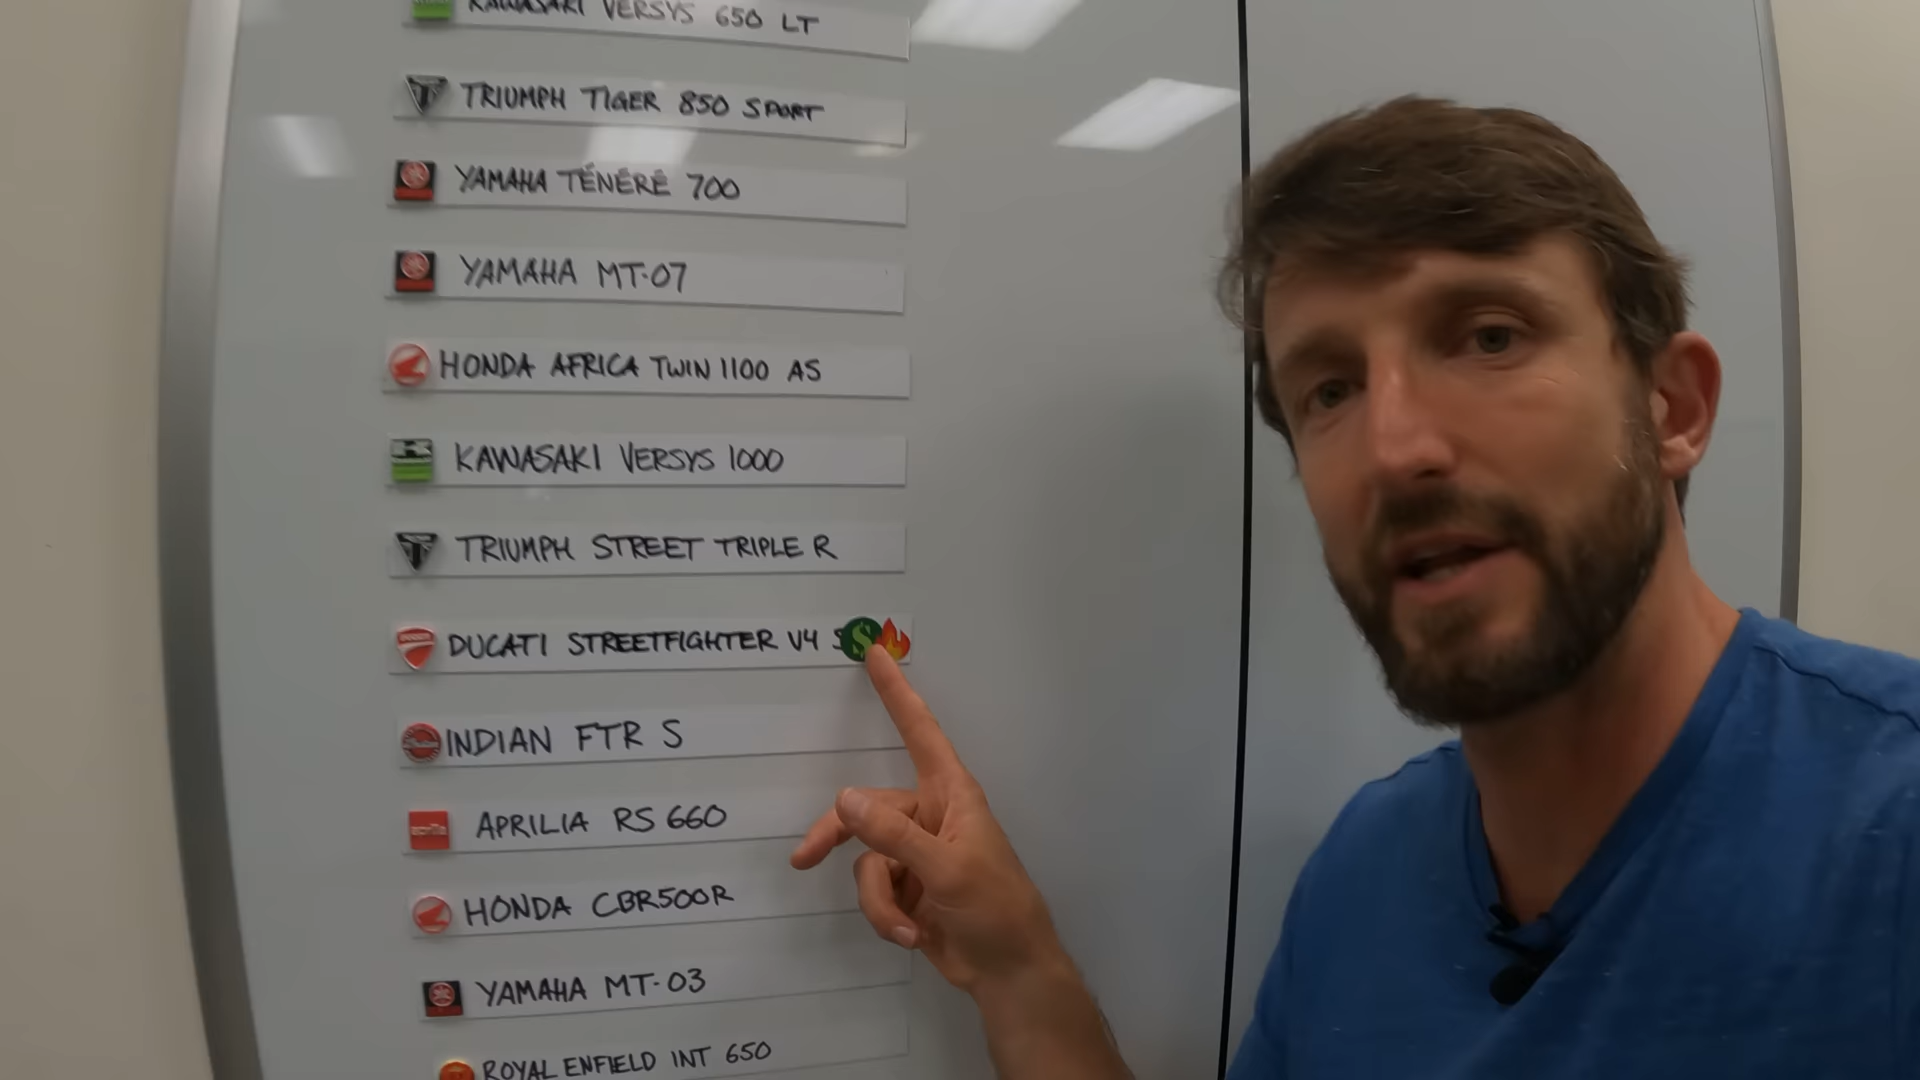 KAWASAKI VERSYS 650 LT
TRIUMPH TIGER 850 SPORT
YAMAHA TÉNÉRÉ 700
YAMAHA MT-07
HONDA AFRICA TWIN 1100 AS
KAWASAKI VERSYS 1000
TRIUMPH STREET TRIPLE R
DUCATI STREETFIGHTER V4 S $
INDIAN FTR S
APRILIA RS 660
HONDA CBR500R
YAMAHA MT-03
ROYAL ENFIELD INT 650